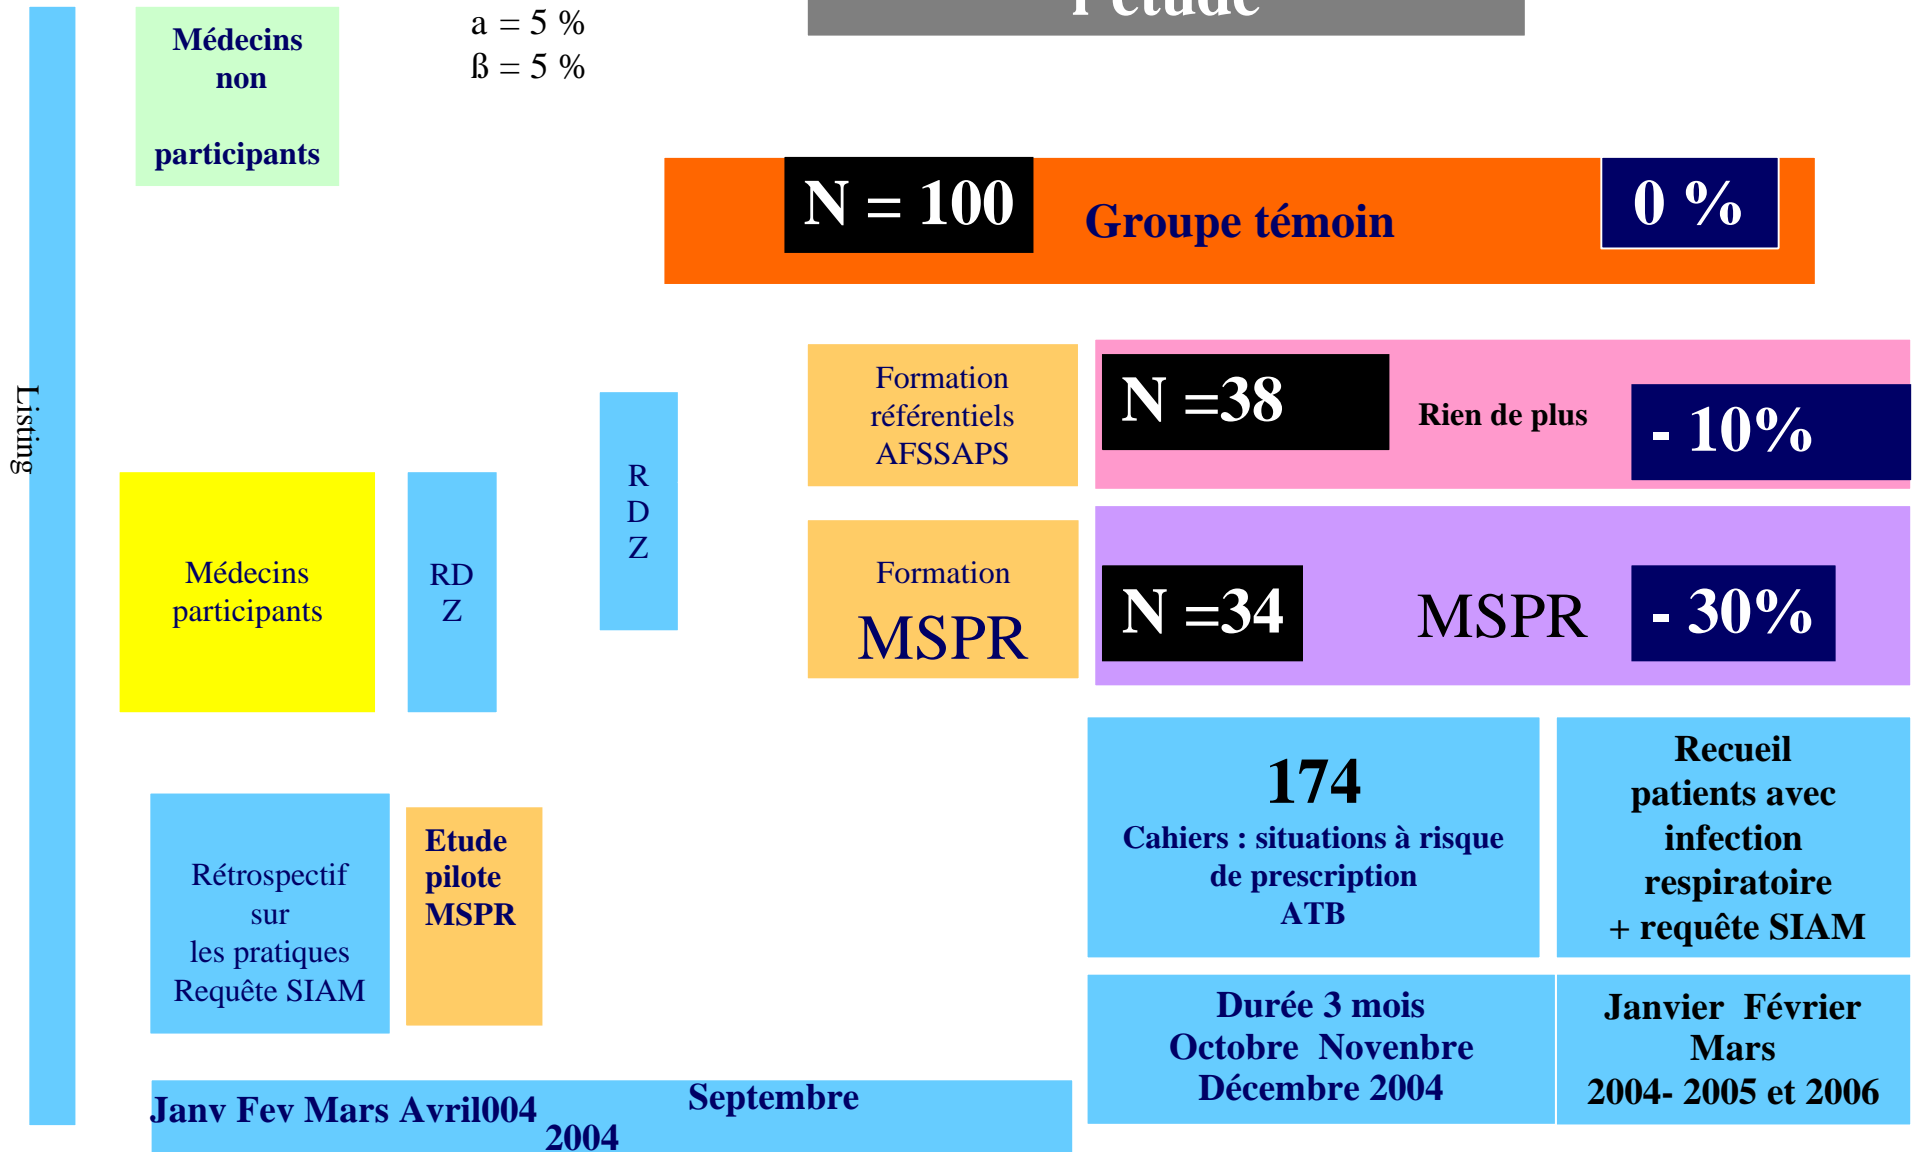 l'étude
a = 5 %
ß = 5 %
Médecins
non
participants
N = 100
Groupe témoin
0 %
Listing
Formation
référentiels
AFSSAPS
N =38
Rien de plus
- 10%
R
D
Z
Médecins
participants
RD
Z
Formation
MSPR
N =34
MSPR
- 30%
Rétrospectif
sur
les pratiques
Requête SIAM
Etude
pilote
MSPR
174
Cahiers : situations à risque
de prescription
ATB
Recueil
patients avec
infection
respiratoire
+ requête SIAM
Durée 3 mois
Octobre Novenbre
Décembre 2004
Janvier Février
Mars
2004- 2005 et 2006
Janv Fev Mars Avril004
2004
Septembre